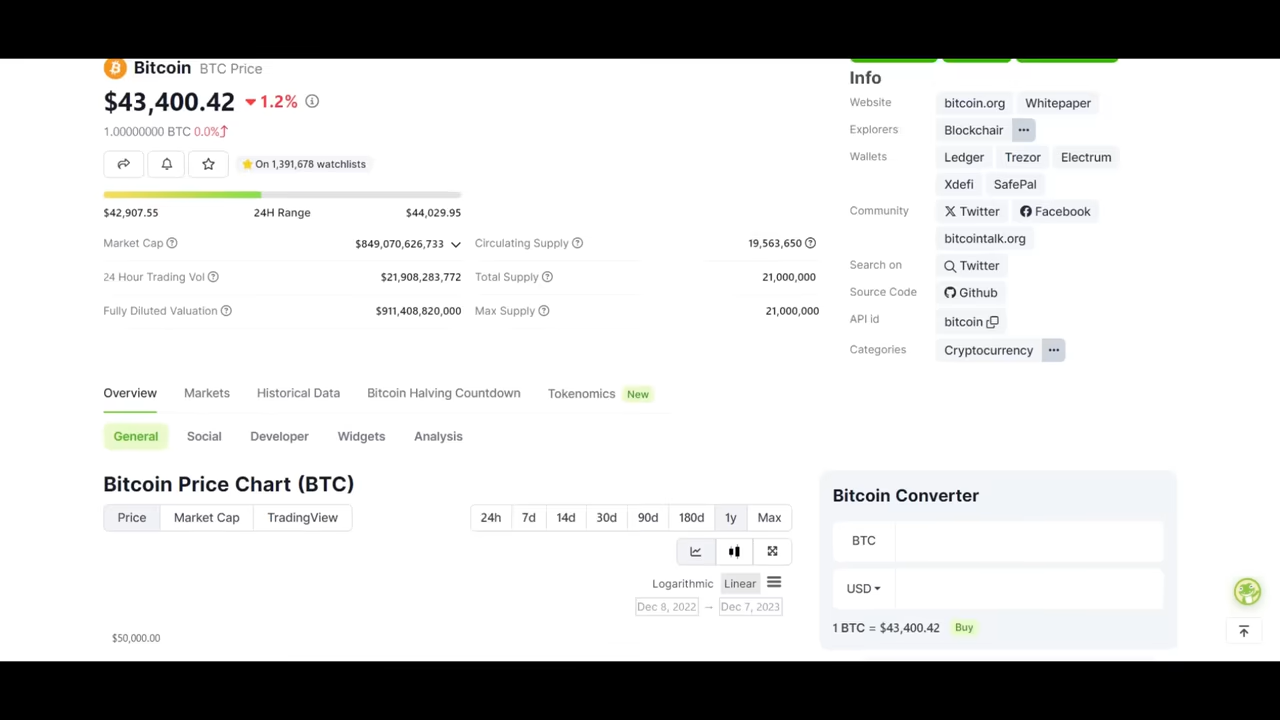 Bitcoin BTC Price
$43,400.42 1.2%
1.00000000 BTC 0.0%
On 1,391,678 watchlists
$42,907.55 24H Range $44,029.95
Market Cap $849,070,626,733
24 Hour Trading Vol $21,908,283,772
Fully Diluted Valuation $911,408,820,000
Circulating Supply 19,563,650
Total Supply 21,000,000
Max Supply 21,000,000
Info
Website bitcoin.org Whitepaper
Explorers Blockchair
Wallets Ledger Trezor Electrum
Xdefi SafePal
Community Twitter Facebook
bitcointalk.org
Search on Twitter
Source Code Github
API id bitcoin
Categories Cryptocurrency
Overview Markets Historical Data Bitcoin Halving Countdown Tokenomics New
General Social Developer Widgets Analysis
Bitcoin Price Chart (BTC)
Price Market Cap TradingView
24h 7d 14d 30d 90d 180d 1y Max
Logarithmic Linear
Dec 8, 2022 → Dec 7, 2023
$50,000.00
Bitcoin Converter
BTC
USD
1 BTC = $43,400.42 Buy